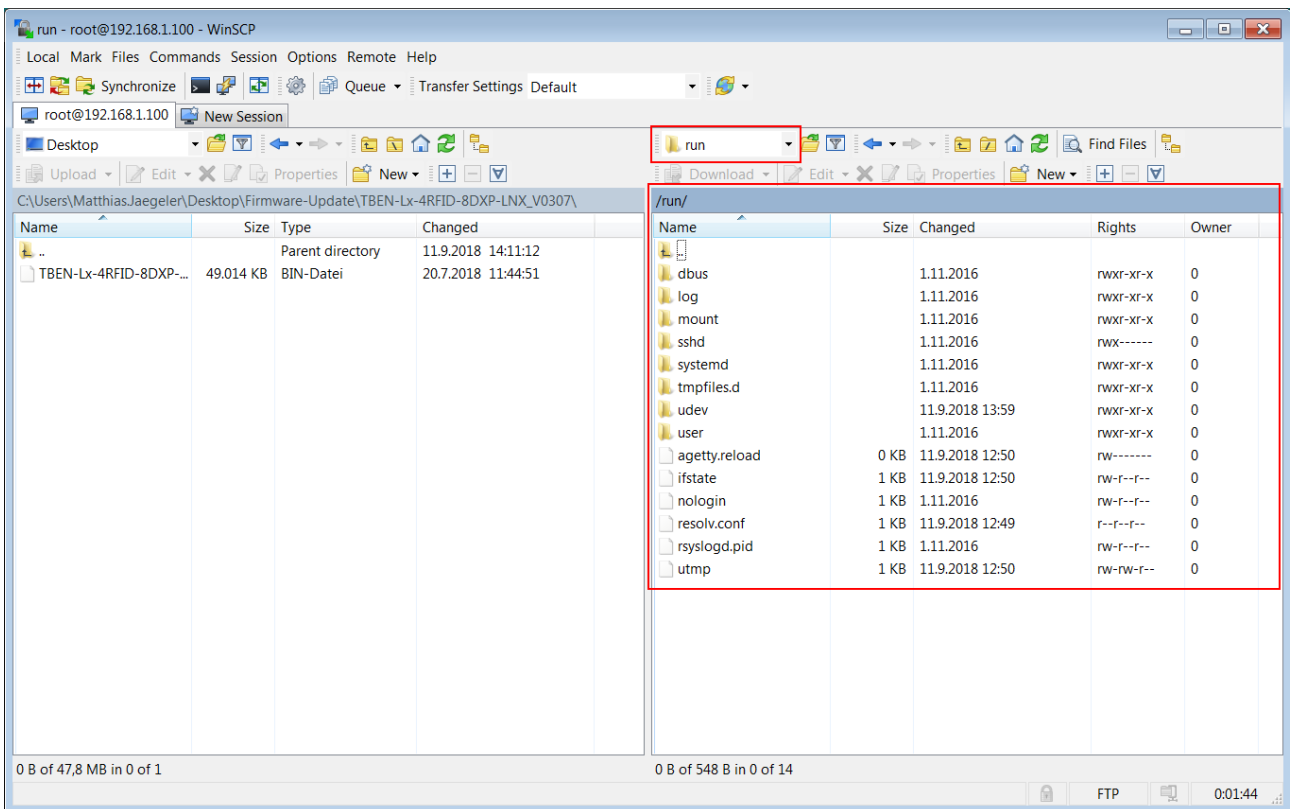 run - root@192.168.1.100 - WinSCP
Local Mark Files Commands Session Options Remote Help
Synchronize Queue Transfer Settings Default
root@192.168.1.100 New Session
Desktop run Find Files
Upload Edit Properties New Download Edit Properties New
C:\Users\MatthiasJaegeler\Desktop\Firmware-Update\TBEN-Lx-4RFID-8DXP-LNX_V0307\ /run/
Name Size Type Changed Name Size Changed Rights Owner
.. Parent directory 11.9.2018 14:11:12 ..
TBEN-Lx-4RFID-8DXP-... 49.014 KB BIN-Datei 20.7.2018 11:44:51 dbus 1.11.2016 rwxr-xr-x 0
log 1.11.2016 rwxr-xr-x 0
mount 1.11.2016 rwxr-xr-x 0
sshd 1.11.2016 rwx------ 0
systemd 1.11.2016 rwxr-xr-x 0
tmpfiles.d 1.11.2016 rwxr-xr-x 0
udev 11.9.2018 13:59 rwxr-xr-x 0
user 1.11.2016 rwxr-xr-x 0
agetty.reload 0 KB 11.9.2018 12:50 rw------- 0
ifstate 1 KB 11.9.2018 12:50 rw-r--r-- 0
nologin 1 KB 1.11.2016 rw-r--r-- 0
resolv.conf 1 KB 11.9.2018 12:49 r--r--r-- 0
rsyslogd.pid 1 KB 1.11.2016 rw-r--r-- 0
utmp 1 KB 11.9.2018 12:50 rw-rw-r-- 0
0 B of 47,8 MB in 0 of 1 0 B of 548 B in 0 of 14
FTP 0:01:44